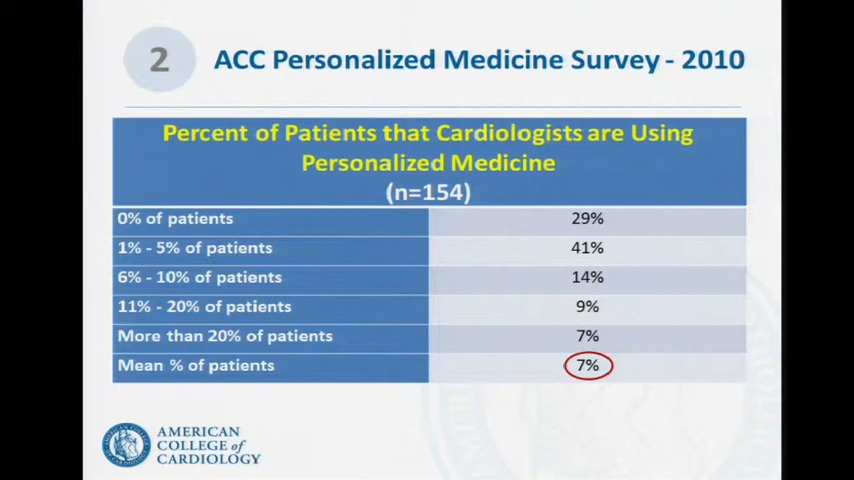 2
ACC Personalized Medicine Survey - 2010
Percent of Patients that Cardiologists are Using
Personalized Medicine
(n=154)
0% of patients 29%
1% - 5% of patients 41%
6% - 10% of patients 14%
11% - 20% of patients 9%
More than 20% of patients 7%
Mean % of patients 7%
AMERICAN
COLLEGE of
CARDIOLOGY